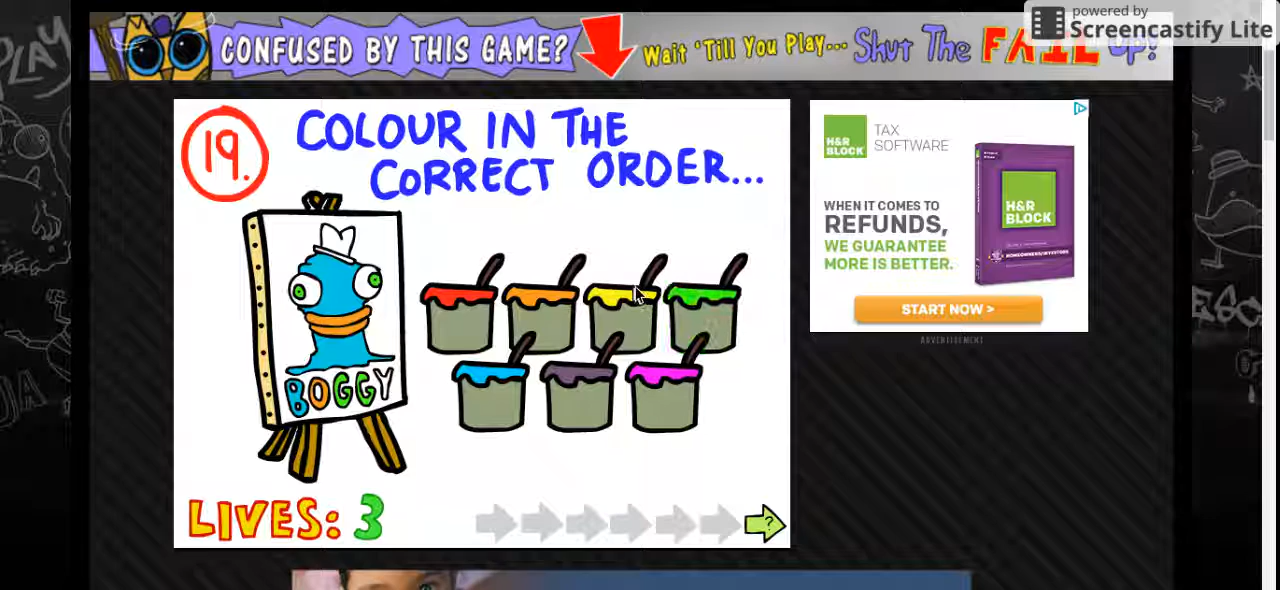 powered by
Screencastify Lite
CONFUSED BY THIS GAME?
Wait 'Till You Play... Shut The FAIL Up!
19.
COLOUR IN THE
CORRECT ORDER...
BOGGY
LIVES: 3
?
H&R
BLOCK
TAX
SOFTWARE
WHEN IT COMES TO
REFUNDS,
WE GUARANTEE
MORE IS BETTER.
H&R
BLOCK
START NOW >
ADVERTISEMENT